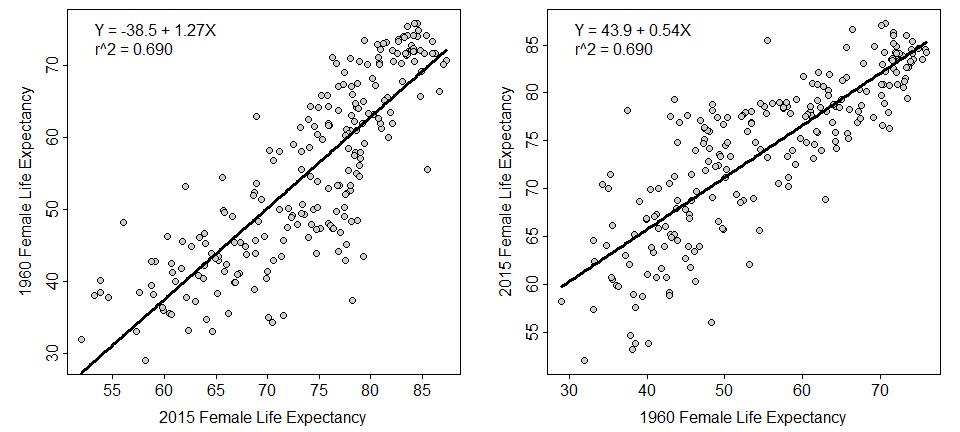 Y = -38.5 + 1.27X
r^2 = 0.690
1960 Female Life Expectancy
70
60
50
40
30
55 60 65 70 75 80 85
2015 Female Life Expectancy
Y = 43.9 + 0.54X
r^2 = 0.690
2015 Female Life Expectancy
85
80
75
70
65
60
55
30 40 50 60 70
1960 Female Life Expectancy